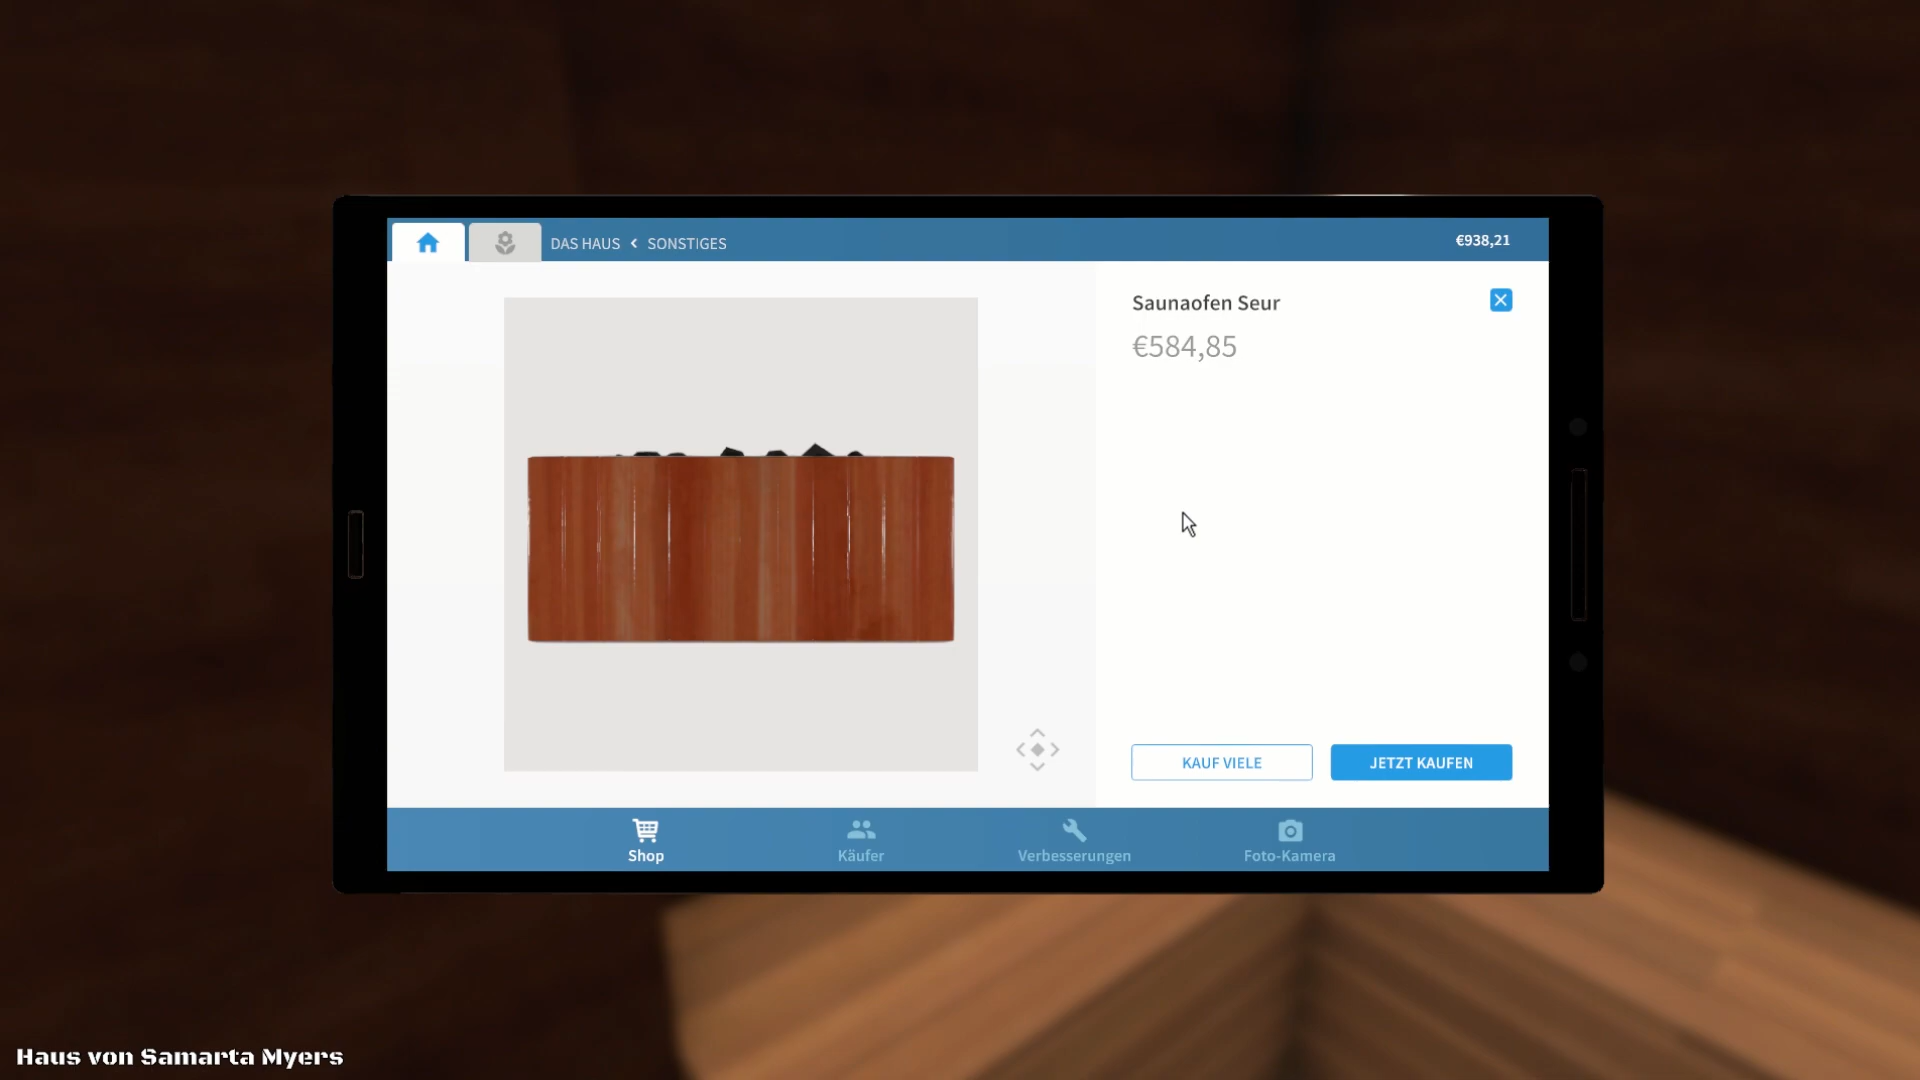 DAS HAUS < SONSTIGES
€938,21
Saunaofen Seur
€584,85
KAUF VIELE
JETZT KAUFEN
Shop
Käufer
Verbesserungen
Foto-Kamera
Haus von Samarta Myers